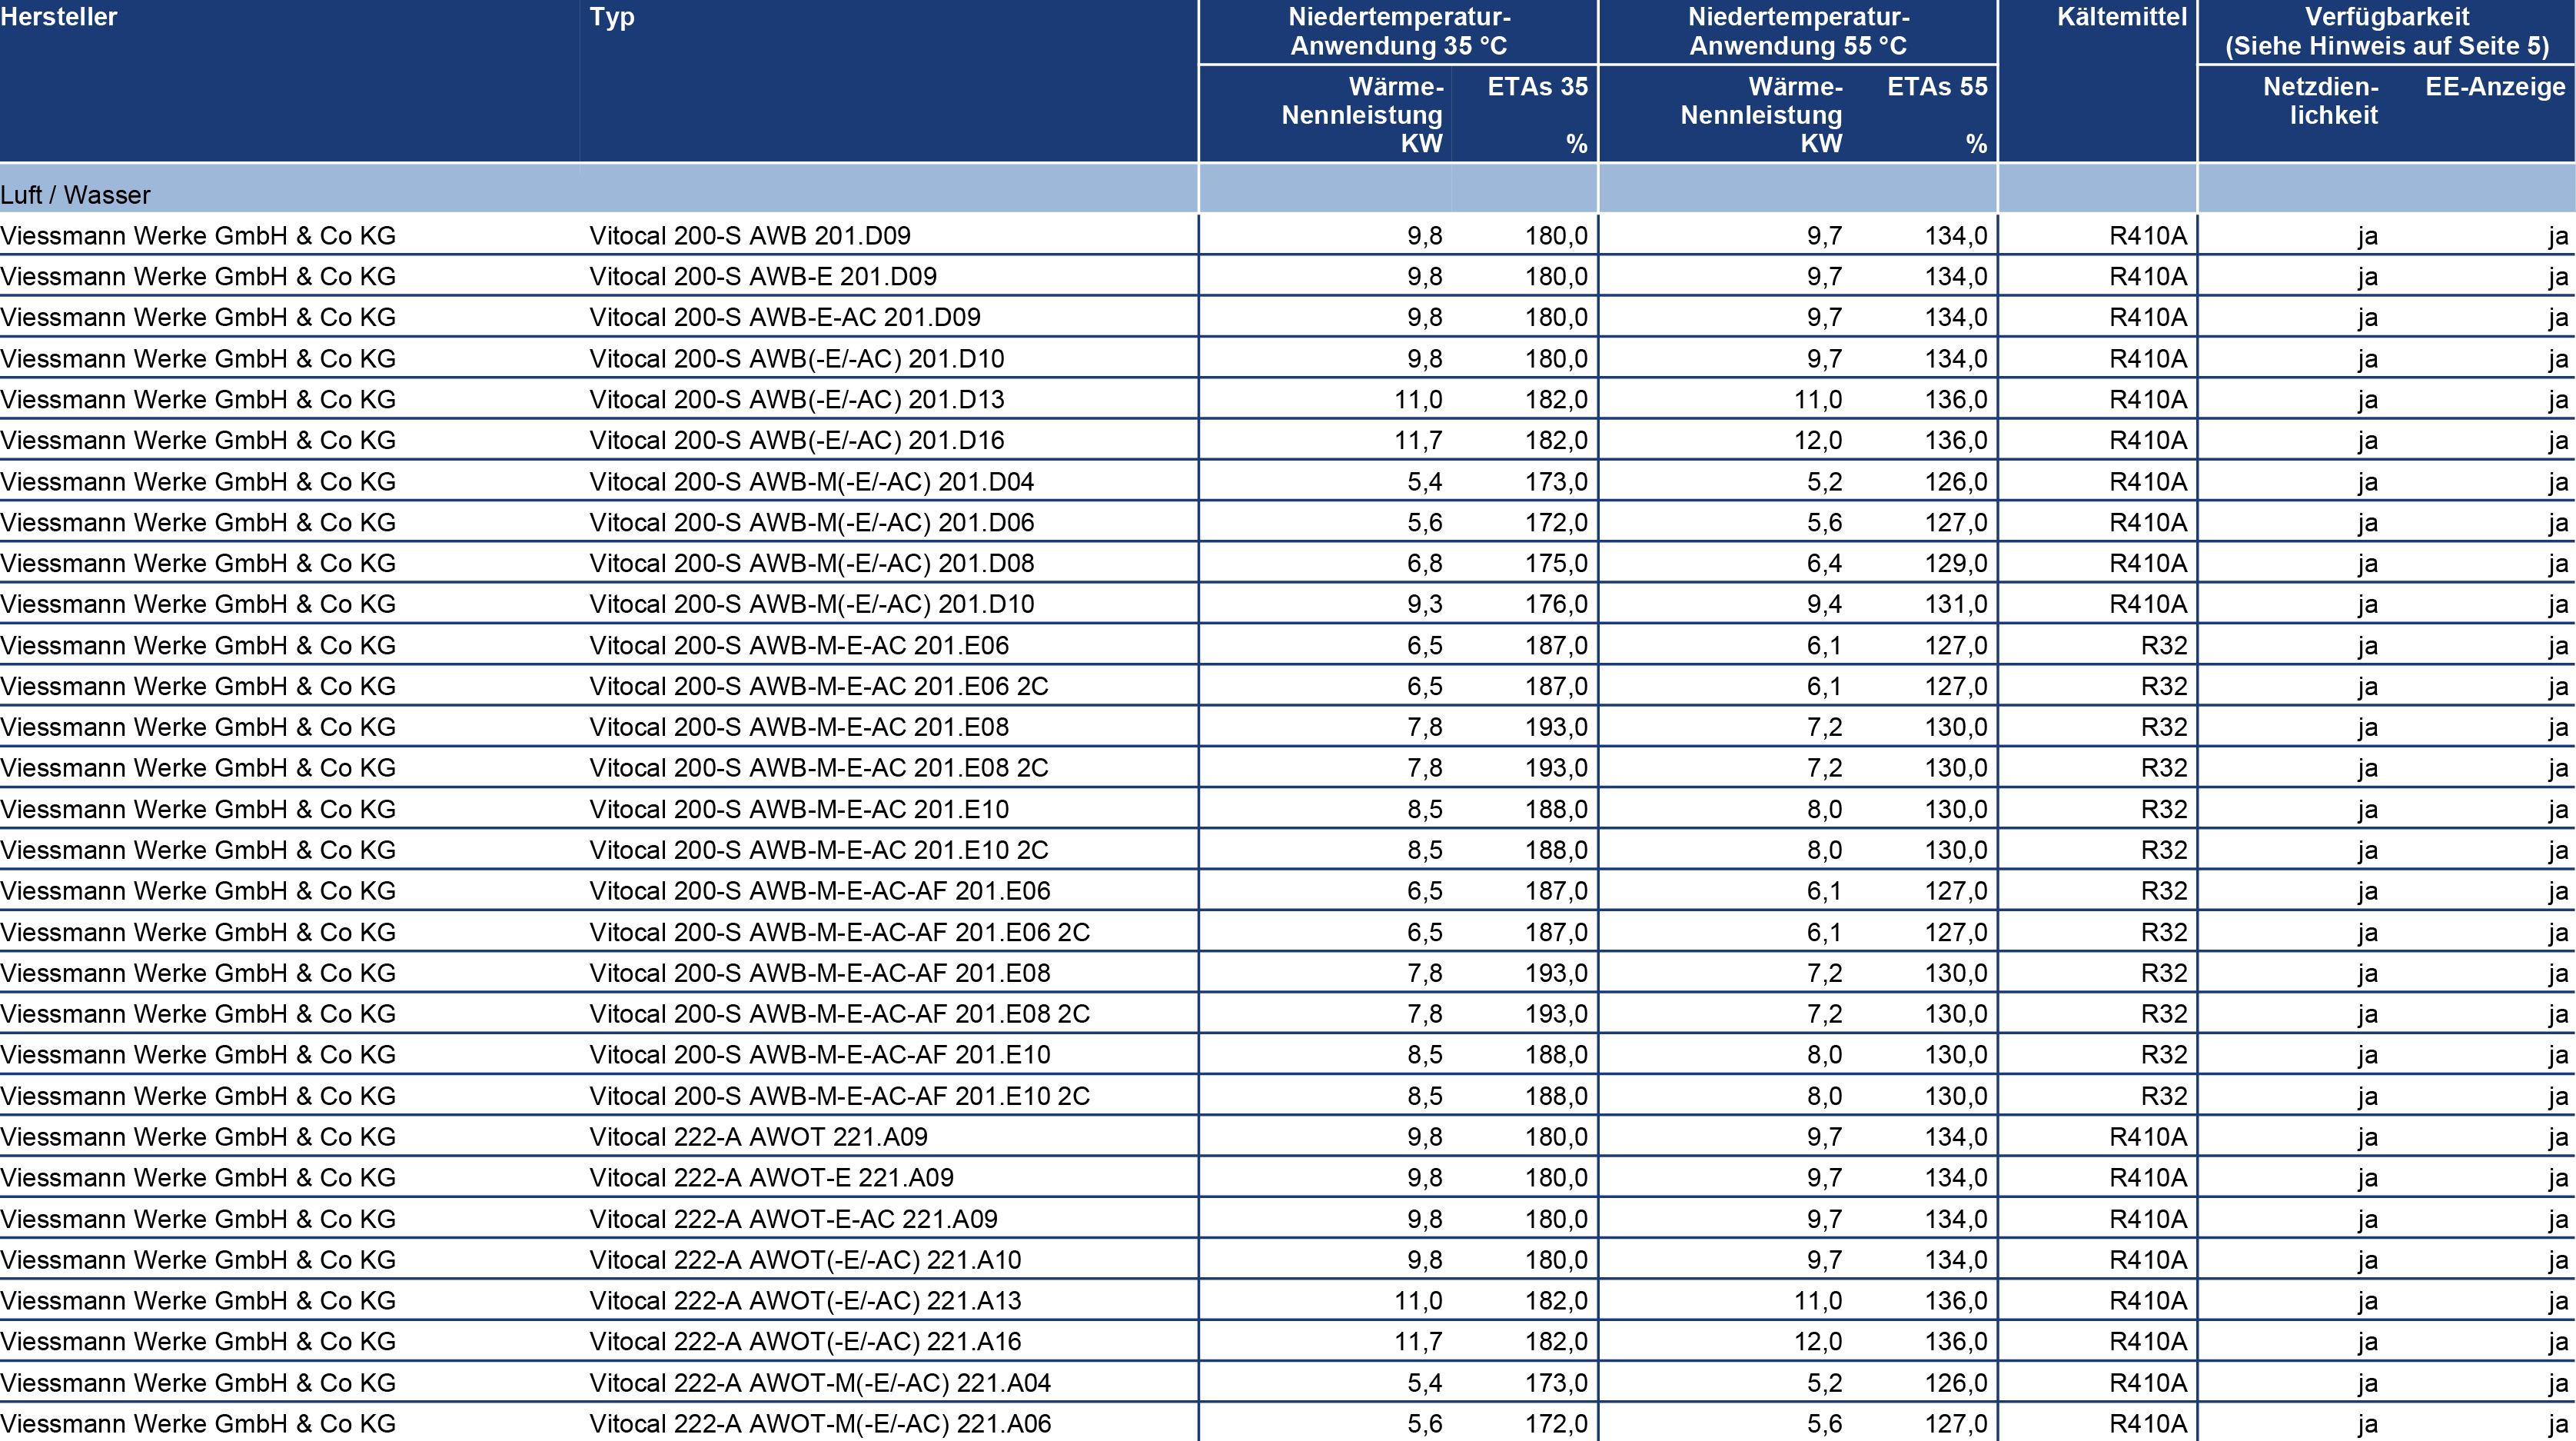 Hersteller Typ Niedertemperatur- Niedertemperatur- Kältemittel Verfügbarkeit
Anwendung 35 °C Anwendung 55 °C (Siehe Hinweis auf Seite 5)
Wärme- ETAs 35 Wärme- ETAs 55 Netzdien- EE-Anzeige
Nennleistung Nennleistung lichkeit
KW % KW %
Luft / Wasser
Viessmann Werke GmbH & Co KG Vitocal 200-S AWB 201.D09 9,8 180,0 9,7 134,0 R410A ja ja
Viessmann Werke GmbH & Co KG Vitocal 200-S AWB-E 201.D09 9,8 180,0 9,7 134,0 R410A ja ja
Viessmann Werke GmbH & Co KG Vitocal 200-S AWB-E-AC 201.D09 9,8 180,0 9,7 134,0 R410A ja ja
Viessmann Werke GmbH & Co KG Vitocal 200-S AWB(-E/-AC) 201.D10 9,8 180,0 9,7 134,0 R410A ja ja
Viessmann Werke GmbH & Co KG Vitocal 200-S AWB(-E/-AC) 201.D13 11,0 182,0 11,0 136,0 R410A ja ja
Viessmann Werke GmbH & Co KG Vitocal 200-S AWB(-E/-AC) 201.D16 11,7 182,0 12,0 136,0 R410A ja ja
Viessmann Werke GmbH & Co KG Vitocal 200-S AWB-M(-E/-AC) 201.D04 5,4 173,0 5,2 126,0 R410A ja ja
Viessmann Werke GmbH & Co KG Vitocal 200-S AWB-M(-E/-AC) 201.D06 5,6 172,0 5,6 127,0 R410A ja ja
Viessmann Werke GmbH & Co KG Vitocal 200-S AWB-M(-E/-AC) 201.D08 6,8 175,0 6,4 129,0 R410A ja ja
Viessmann Werke GmbH & Co KG Vitocal 200-S AWB-M(-E/-AC) 201.D10 9,3 176,0 9,4 131,0 R410A ja ja
Viessmann Werke GmbH & Co KG Vitocal 200-S AWB-M-E-AC 201.E06 6,5 187,0 6,1 127,0 R32 ja ja
Viessmann Werke GmbH & Co KG Vitocal 200-S AWB-M-E-AC 201.E06 2C 6,5 187,0 6,1 127,0 R32 ja ja
Viessmann Werke GmbH & Co KG Vitocal 200-S AWB-M-E-AC 201.E08 7,8 193,0 7,2 130,0 R32 ja ja
Viessmann Werke GmbH & Co KG Vitocal 200-S AWB-M-E-AC 201.E08 2C 7,8 193,0 7,2 130,0 R32 ja ja
Viessmann Werke GmbH & Co KG Vitocal 200-S AWB-M-E-AC 201.E10 8,5 188,0 8,0 130,0 R32 ja ja
Viessmann Werke GmbH & Co KG Vitocal 200-S AWB-M-E-AC 201.E10 2C 8,5 188,0 8,0 130,0 R32 ja ja
Viessmann Werke GmbH & Co KG Vitocal 200-S AWB-M-E-AC-AF 201.E06 6,5 187,0 6,1 127,0 R32 ja ja
Viessmann Werke GmbH & Co KG Vitocal 200-S AWB-M-E-AC-AF 201.E06 2C 6,5 187,0 6,1 127,0 R32 ja ja
Viessmann Werke GmbH & Co KG Vitocal 200-S AWB-M-E-AC-AF 201.E08 7,8 193,0 7,2 130,0 R32 ja ja
Viessmann Werke GmbH & Co KG Vitocal 200-S AWB-M-E-AC-AF 201.E08 2C 7,8 193,0 7,2 130,0 R32 ja ja
Viessmann Werke GmbH & Co KG Vitocal 200-S AWB-M-E-AC-AF 201.E10 8,5 188,0 8,0 130,0 R32 ja ja
Viessmann Werke GmbH & Co KG Vitocal 200-S AWB-M-E-AC-AF 201.E10 2C 8,5 188,0 8,0 130,0 R32 ja ja
Viessmann Werke GmbH & Co KG Vitocal 222-A AWOT 221.A09 9,8 180,0 9,7 134,0 R410A ja ja
Viessmann Werke GmbH & Co KG Vitocal 222-A AWOT-E 221.A09 9,8 180,0 9,7 134,0 R410A ja ja
Viessmann Werke GmbH & Co KG Vitocal 222-A AWOT-E-AC 221.A09 9,8 180,0 9,7 134,0 R410A ja ja
Viessmann Werke GmbH & Co KG Vitocal 222-A AWOT(-E/-AC) 221.A10 9,8 180,0 9,7 134,0 R410A ja ja
Viessmann Werke GmbH & Co KG Vitocal 222-A AWOT(-E/-AC) 221.A13 11,0 182,0 11,0 136,0 R410A ja ja
Viessmann Werke GmbH & Co KG Vitocal 222-A AWOT(-E/-AC) 221.A16 11,7 182,0 12,0 136,0 R410A ja ja
Viessmann Werke GmbH & Co KG Vitocal 222-A AWOT-M(-E/-AC) 221.A04 5,4 173,0 5,2 126,0 R410A ja ja
Viessmann Werke GmbH & Co KG Vitocal 222-A AWOT-M(-E/-AC) 221.A06 5,6 172,0 5,6 127,0 R410A ja ja